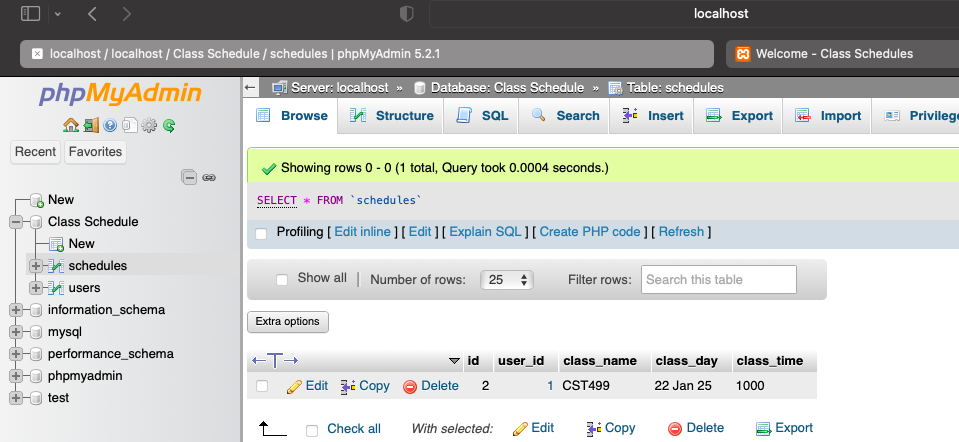 localhost
localhost / localhost / Class Schedule / schedules | phpMyAdmin 5.2.1
Welcome - Class Schedules
phpMyAdmin
Recent Favorites
New
Class Schedule
New
schedules
users
information_schema
mysql
performance_schema
phpmyadmin
test
Server: localhost » Database: Class Schedule » Table: schedules
Browse Structure SQL Search Insert Export Import Privileg
Showing rows 0 - 0 (1 total, Query took 0.0004 seconds.)
SELECT * FROM `schedules`
Profiling [ Edit inline ] [ Edit ] [ Explain SQL ] [ Create PHP code ] [ Refresh ]
Show all | Number of rows: 25 Filter rows: Search this table
Extra options
id user_id class_name class_day class_time
Edit Copy Delete 2 1 CST499 22 Jan 25 1000
Check all With selected: Edit Copy Delete Export